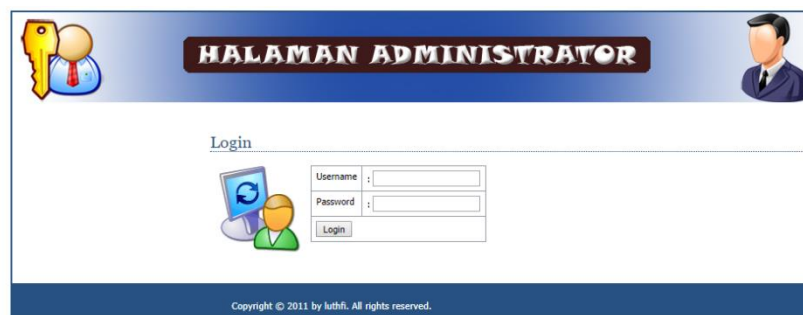 HALAMAN ADMINISTRATOR
Login
Username :
Password :
Login
Copyright © 2011 by luthfi. All rights reserved.